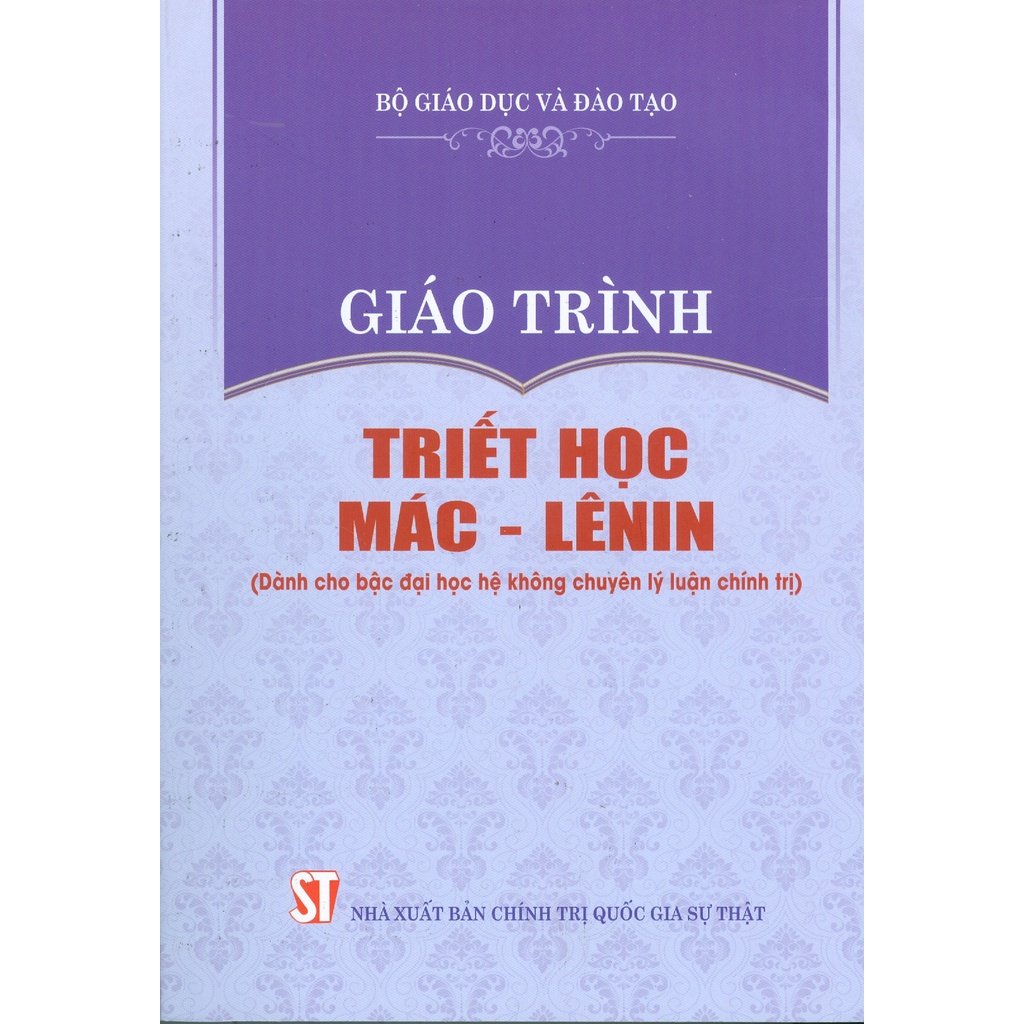 BỘ GIÁO DỤC VÀ ĐÀO TẠO
GIÁO TRÌNH
TRIẾT HỌC
MÁC - LÊNIN
(Dành cho bậc đại học hệ không chuyên lý luận chính trị)
ST NHÀ XUẤT BẢN CHÍNH TRỊ QUỐC GIA SỰ THẬT